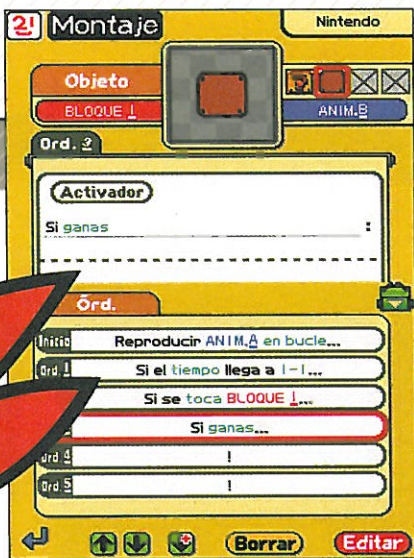 Montaje
Nintendo
Objeto
BLOQUE 1
ANIM.B
Ord. 3
Activador
Si ganas :
Órd.
Inicio Reproducir ANIM.A en bucle...
Ord. 1 Si el tiempo llega a 1-1...
Si se toca BLOQUE 1...
Si ganas...
Ord 4 !
Ord 5 !
Borrar
Editar